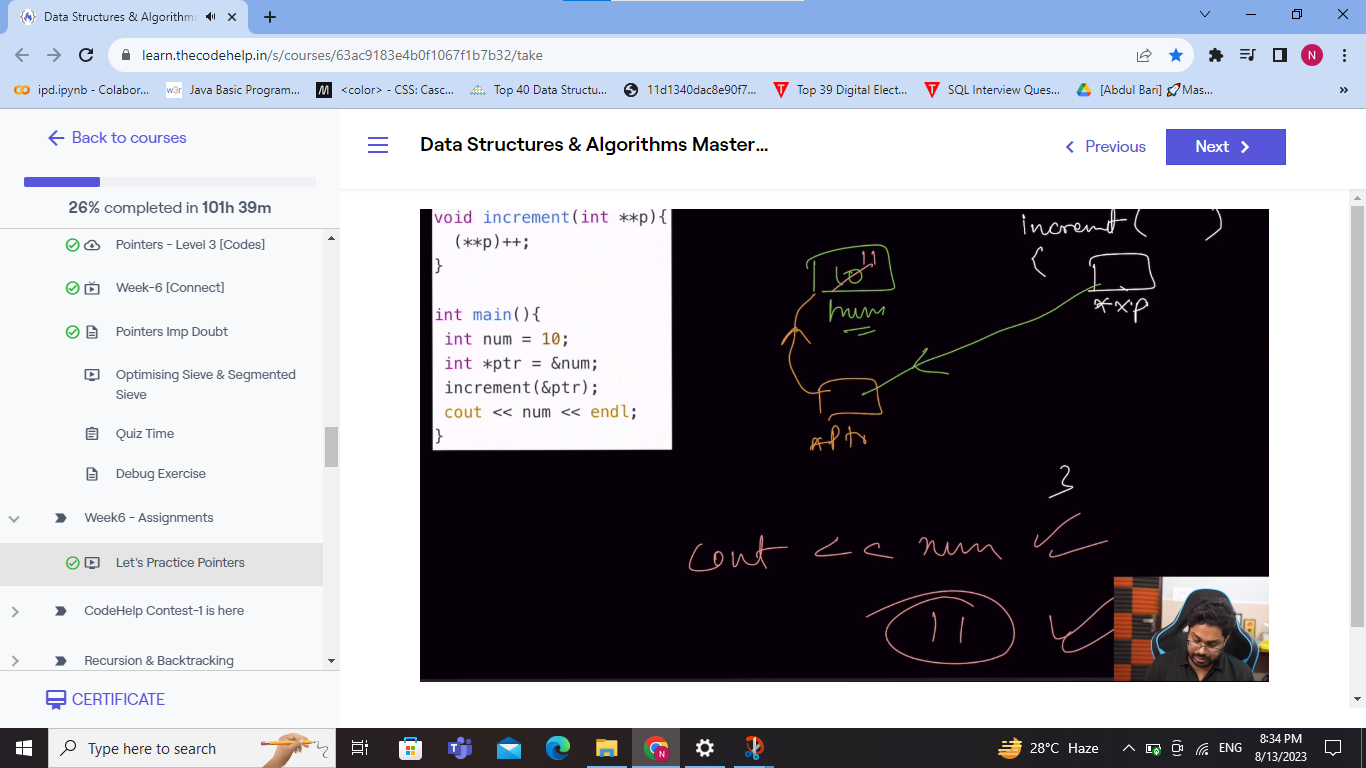 Data Structures & Algorithms
learn.thecodehelp.in/s/courses/63ac9183e4b0f1067f1b7b32/take
N
ipd.ipynb - Colabor...
w3r
Java Basic Program...
M
<color> - CSS: Casc...
Top 40 Data Structu...
11d1340dac8e90f7...
Top 39 Digital Elect...
SQL Interview Ques...
[Abdul Bari] 🚀Mas...
»
Back to courses
26% completed in 101h 39m
Pointers - Level 3 [Codes]
Week-6 [Connect]
Pointers Imp Doubt
Optimising Sieve & Segmented
Sieve
Quiz Time
Debug Exercise
Week6 - Assignments
Let's Practice Pointers
CodeHelp Contest-1 is here
Recursion & Backtracking
CERTIFICATE
Data Structures & Algorithms Master...
Previous
Next
void increment(int **p){
(**p)++;
}
int main(){
int num = 10;
int *ptr = &num;
increment(&ptr);
cout << num << endl;
}
increment( )
{
11
10
num
**p
*ptr
}
cout << num
11
Type here to search
N
28°C Haze
ENG
8:34 PM
8/13/2023